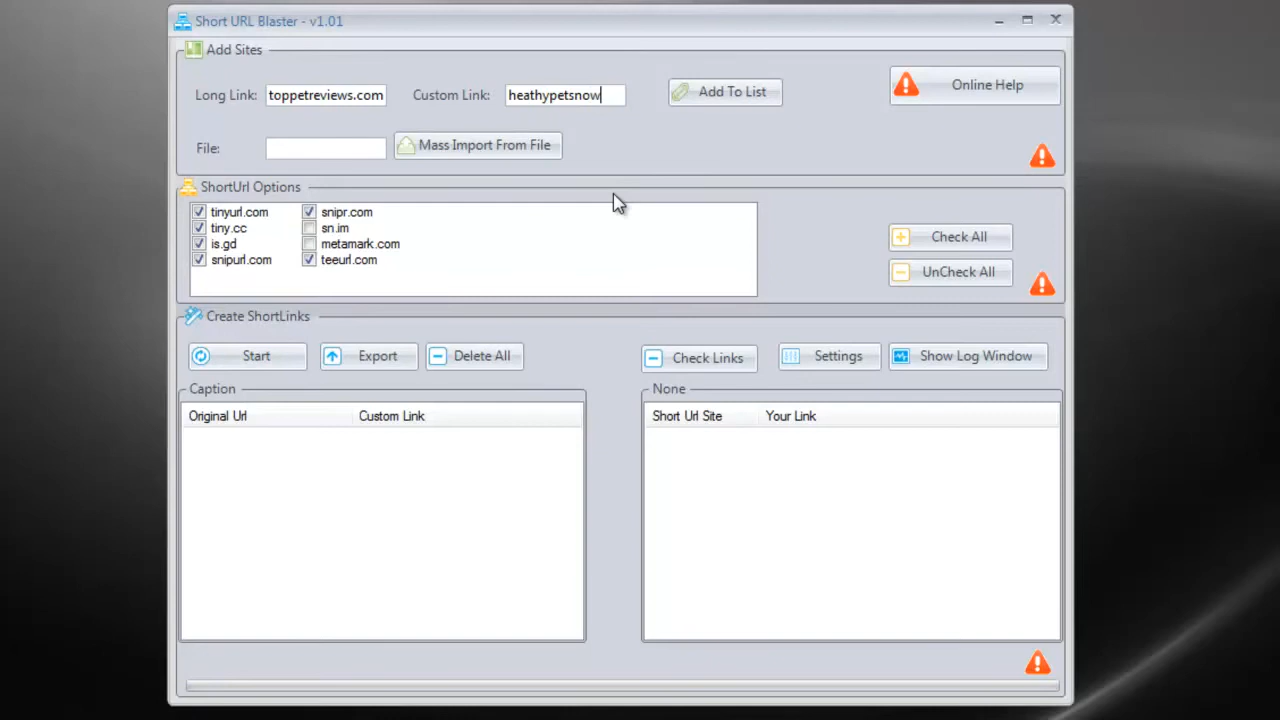 Short URL Blaster - v1.01
Add Sites
Long Link: toppetreviews.com Custom Link: heathypetsnow Add To List Online Help
File: Mass Import From File
ShortUrl Options
tinyurl.com snipr.com
tiny.cc sn.im Check All
is.gd metamark.com
snipurl.com teeurl.com UnCheck All
Create ShortLinks
Start Export Delete All Check Links Settings Show Log Window
Caption None
Original Url Custom Link Short Url Site Your Link